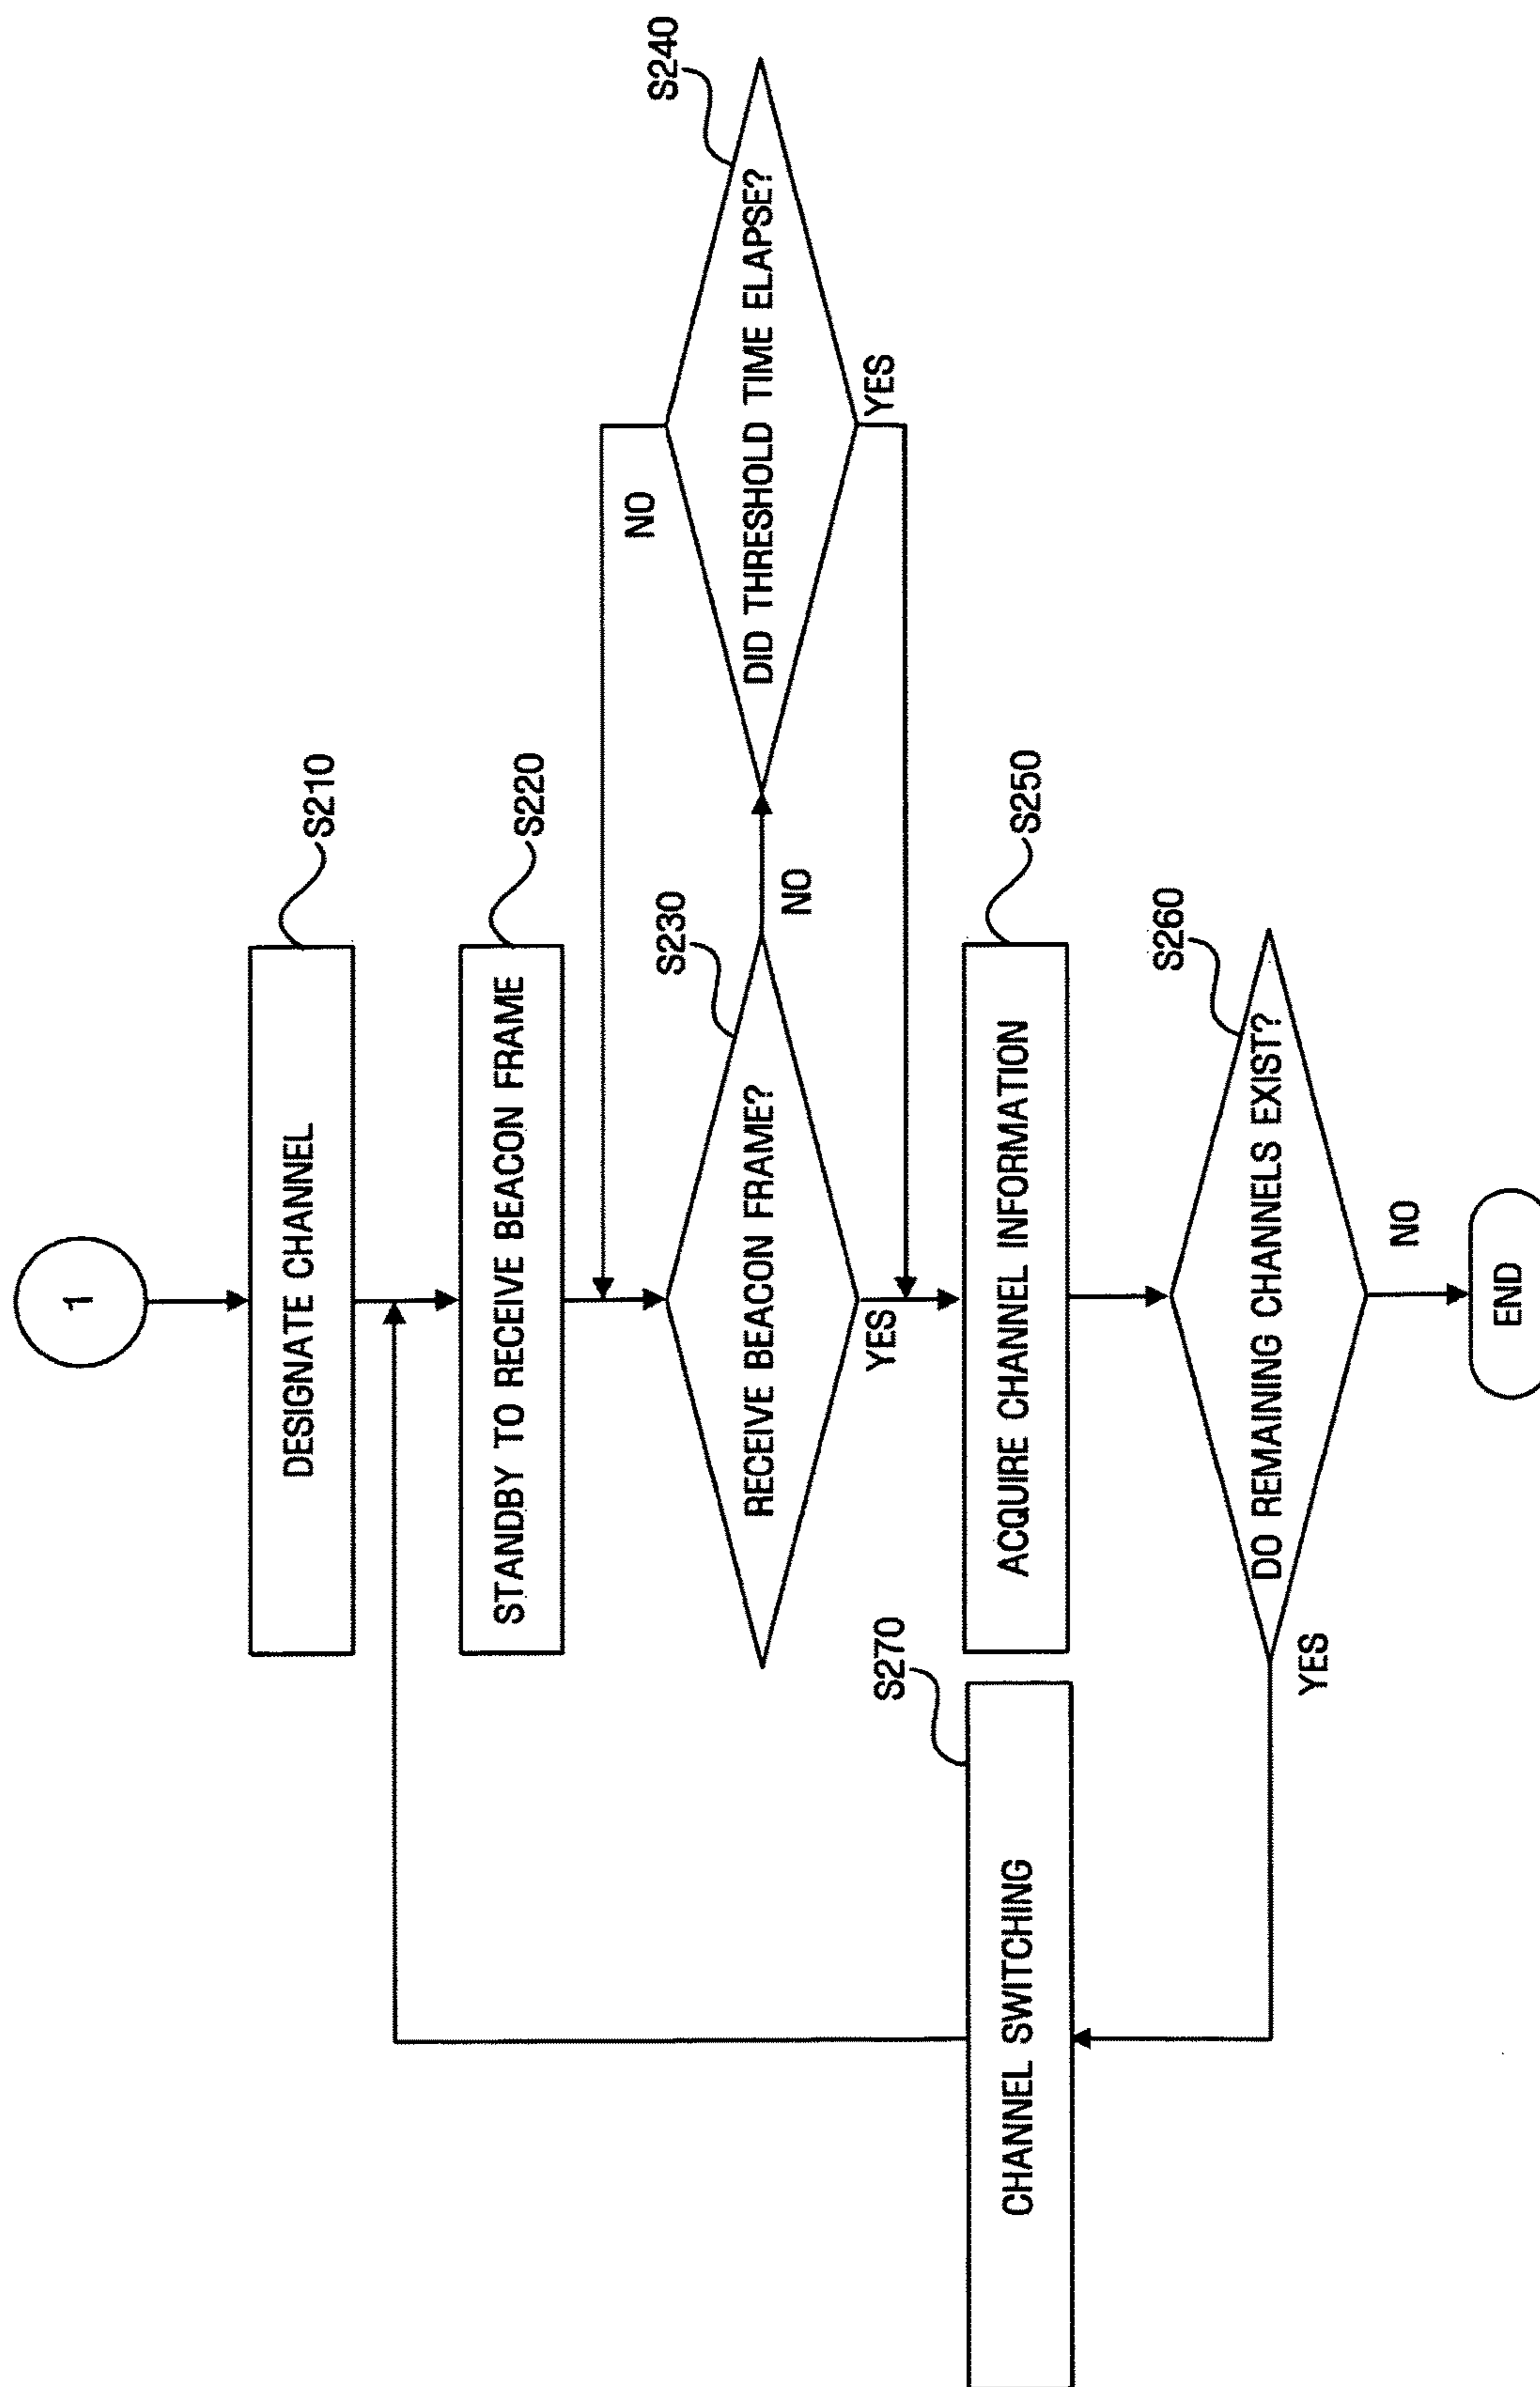 1
S210
DESIGNATE CHANNEL
S220
STANDBY TO RECEIVE BEACON FRAME
NO
S230
RECEIVE BEACON FRAME?
NO
S240
DID THRESHOLD TIME ELAPSE?
YES
YES
S270
CHANNEL SWITCHING
S250
ACQUIRE CHANNEL INFORMATION
S260
DO REMAINING CHANNELS EXIST?
YES
NO
END